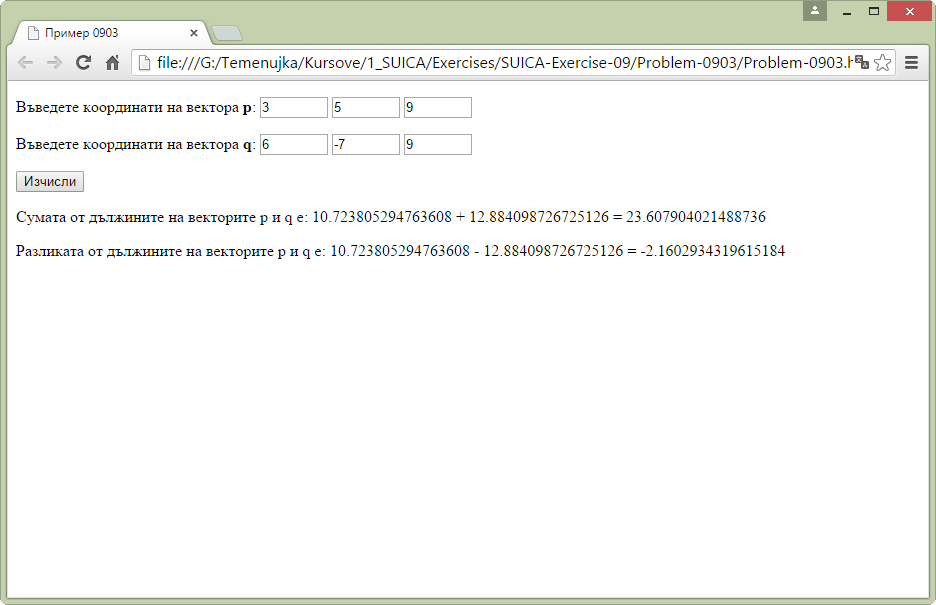 Пример 0903
file:///G:/Temenujka/Kursove/1_SUICA/Exercises/SUICA-Exercise-09/Problem-0903/Problem-0903.h
Въведете координати на вектора p: 3 5 9
Въведете координати на вектора q: 6 -7 9
Изчисли
Сумата от дължините на векторите p и q е: 10.723805294763608 + 12.884098726725126 = 23.607904021488736
Разликата от дължините на векторите p и q е: 10.723805294763608 - 12.884098726725126 = -2.1602934319615184